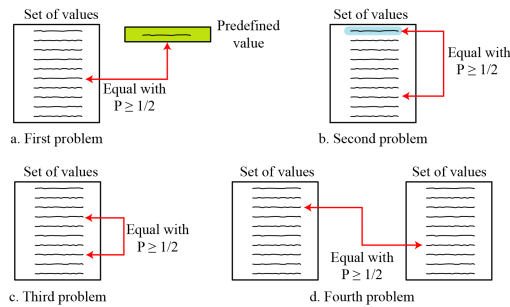 Set of values
Predefined
value
Equal with
P ≥ 1/2
a. First problem
Set of values
Equal with
P ≥ 1/2
b. Second problem
Set of values
Equal with
P ≥ 1/2
c. Third problem
Set of values
Set of values
Equal with
P ≥ 1/2
d. Fourth problem